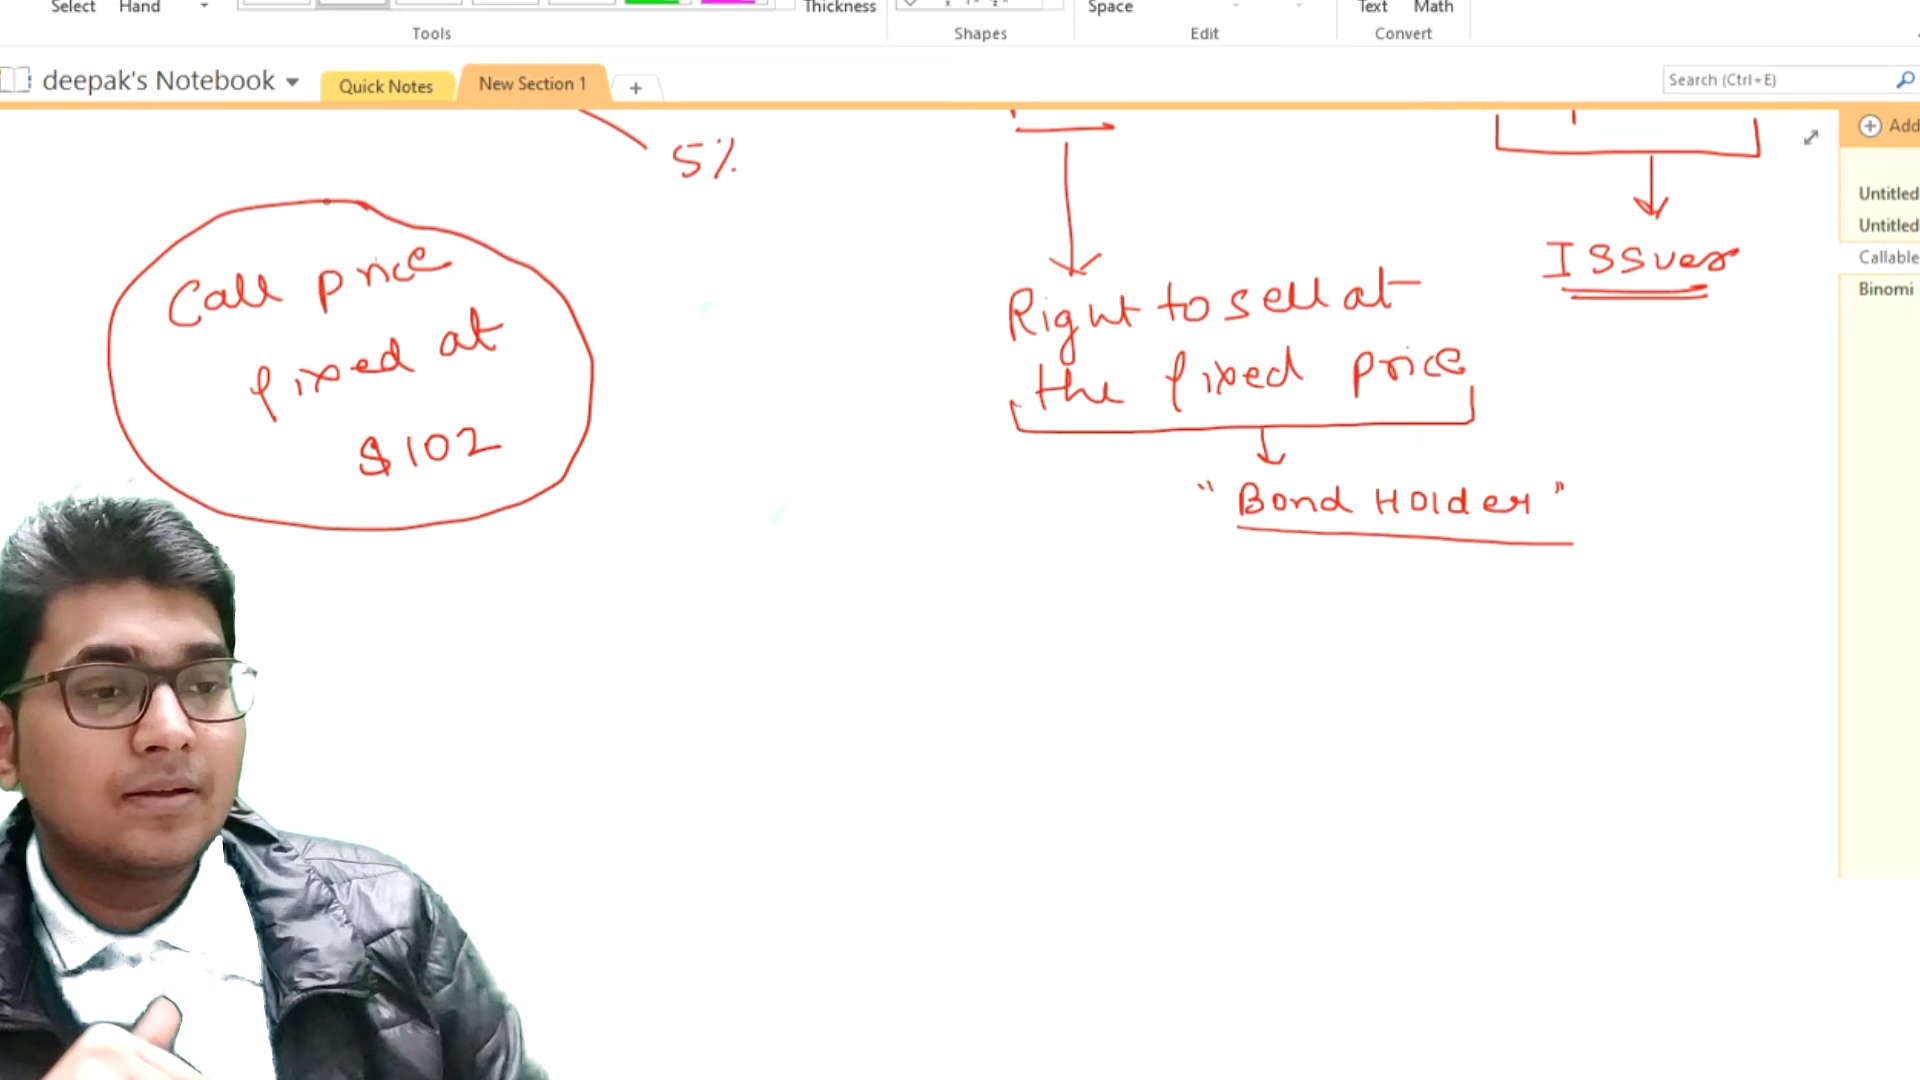 Select Hand
Thickness
Space
Text Math
Tools
Shapes
Edit
Convert
deepak's Notebook
Quick Notes
New Section 1
Search (Ctrl+E)
5%
Add
Untitled
Untitled
Callable
Binomi
Call price
fixed at
$102
Right to sell at
the fixed price
"Bond Holder"
Issuer